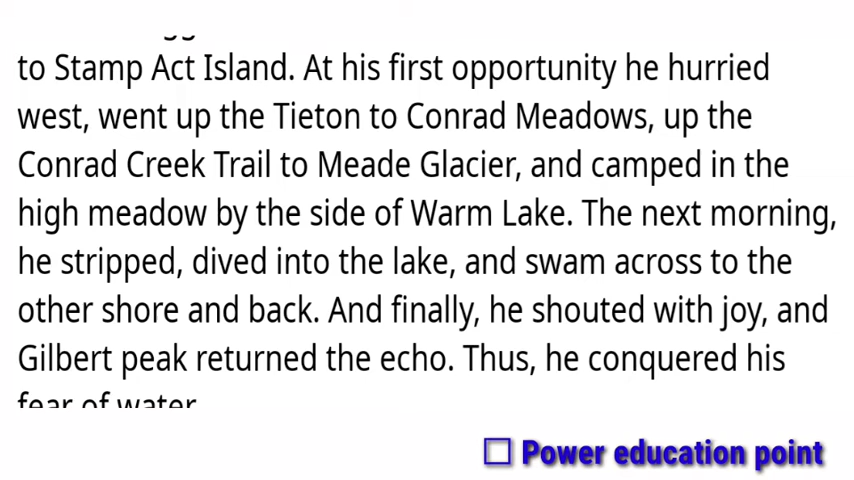 to Stamp Act Island. At his first opportunity he hurried
west, went up the Tieton to Conrad Meadows, up the
Conrad Creek Trail to Meade Glacier, and camped in the
high meadow by the side of Warm Lake. The next morning,
he stripped, dived into the lake, and swam across to the
other shore and back. And finally, he shouted with joy, and
Gilbert peak returned the echo. Thus, he conquered his
fear of water
☐ Power education point